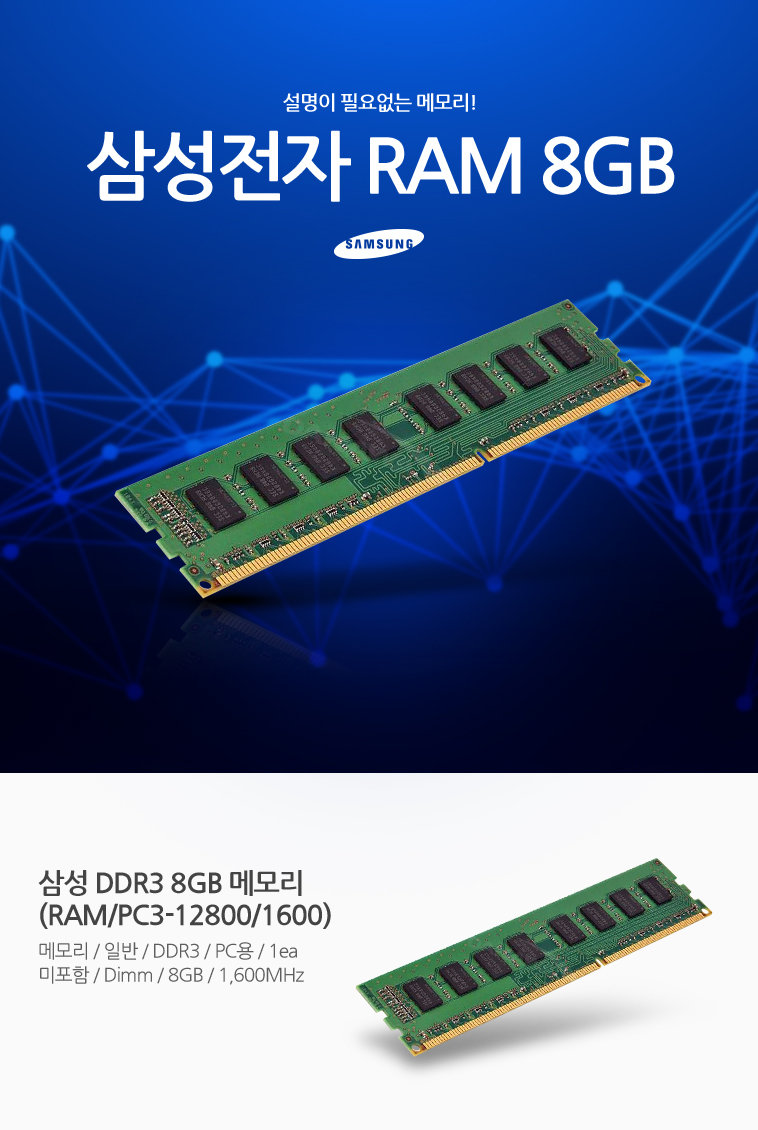 설명이 필요없는 메모리!
삼성전자 RAM 8GB
SAMSUNG
삼성 DDR3 8GB 메모리
(RAM/PC3-12800/1600)
메모리 / 일반 / DDR3 / PC용 / 1ea
미포함 / Dimm / 8GB / 1,600MHz